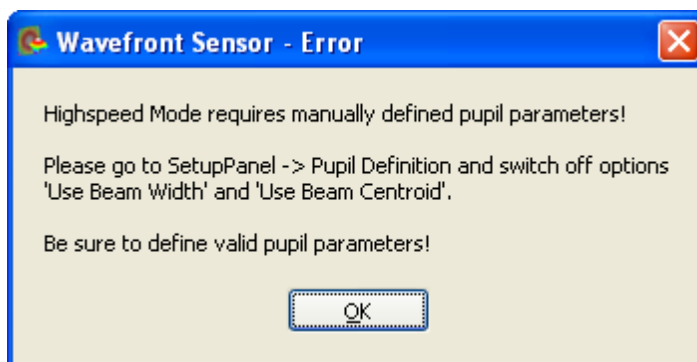 Wavefront Sensor - Error
Highspeed Mode requires manually defined pupil parameters!
Please go to SetupPanel -> Pupil Definition and switch off options
'Use Beam Width' and 'Use Beam Centroid'.
Be sure to define valid pupil parameters!
OK